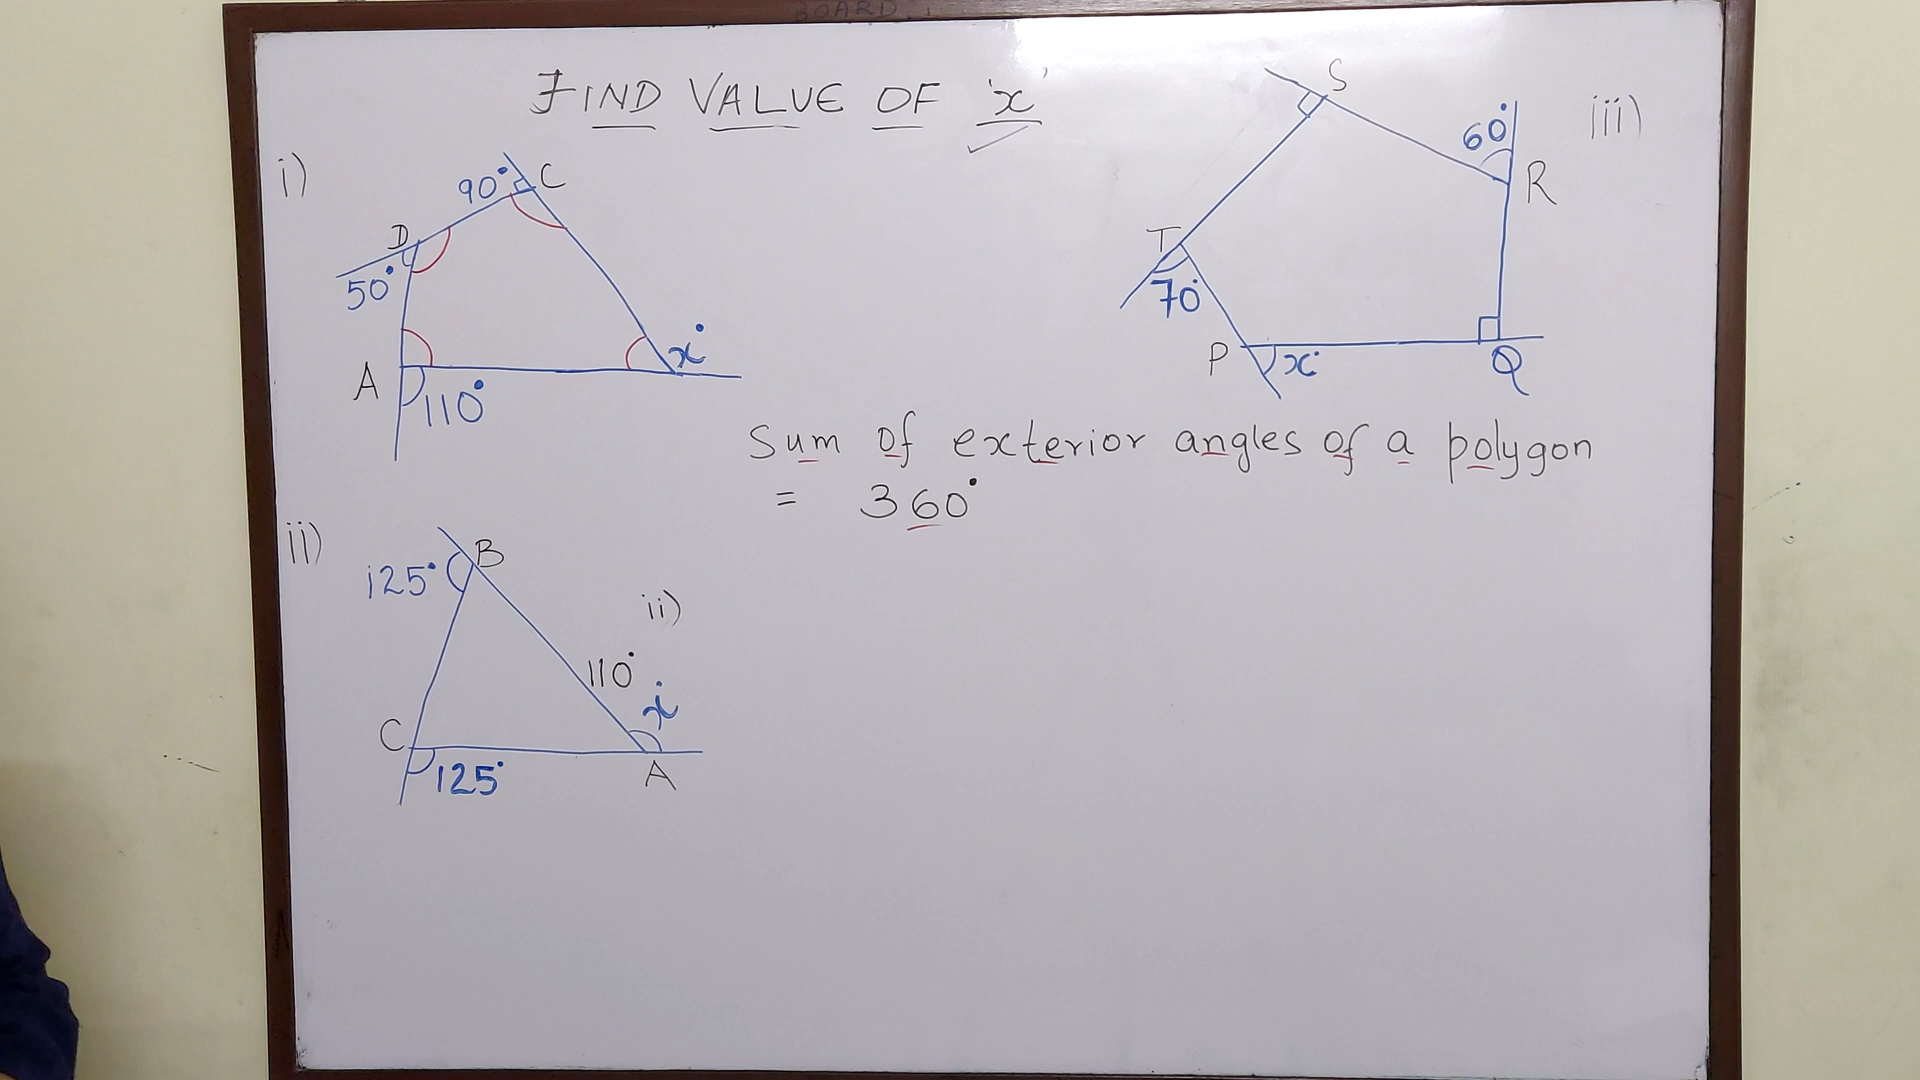 BOARD
FIND VALUE OF 'x'
i)
90° C
D
50°
A
110°
x°
S
60°
iii)
R
T
70°
P
x°
Q
Sum of exterior angles of a polygon
= 360°
ii)
B
125°
ii)
110°
x°
C
125°
A